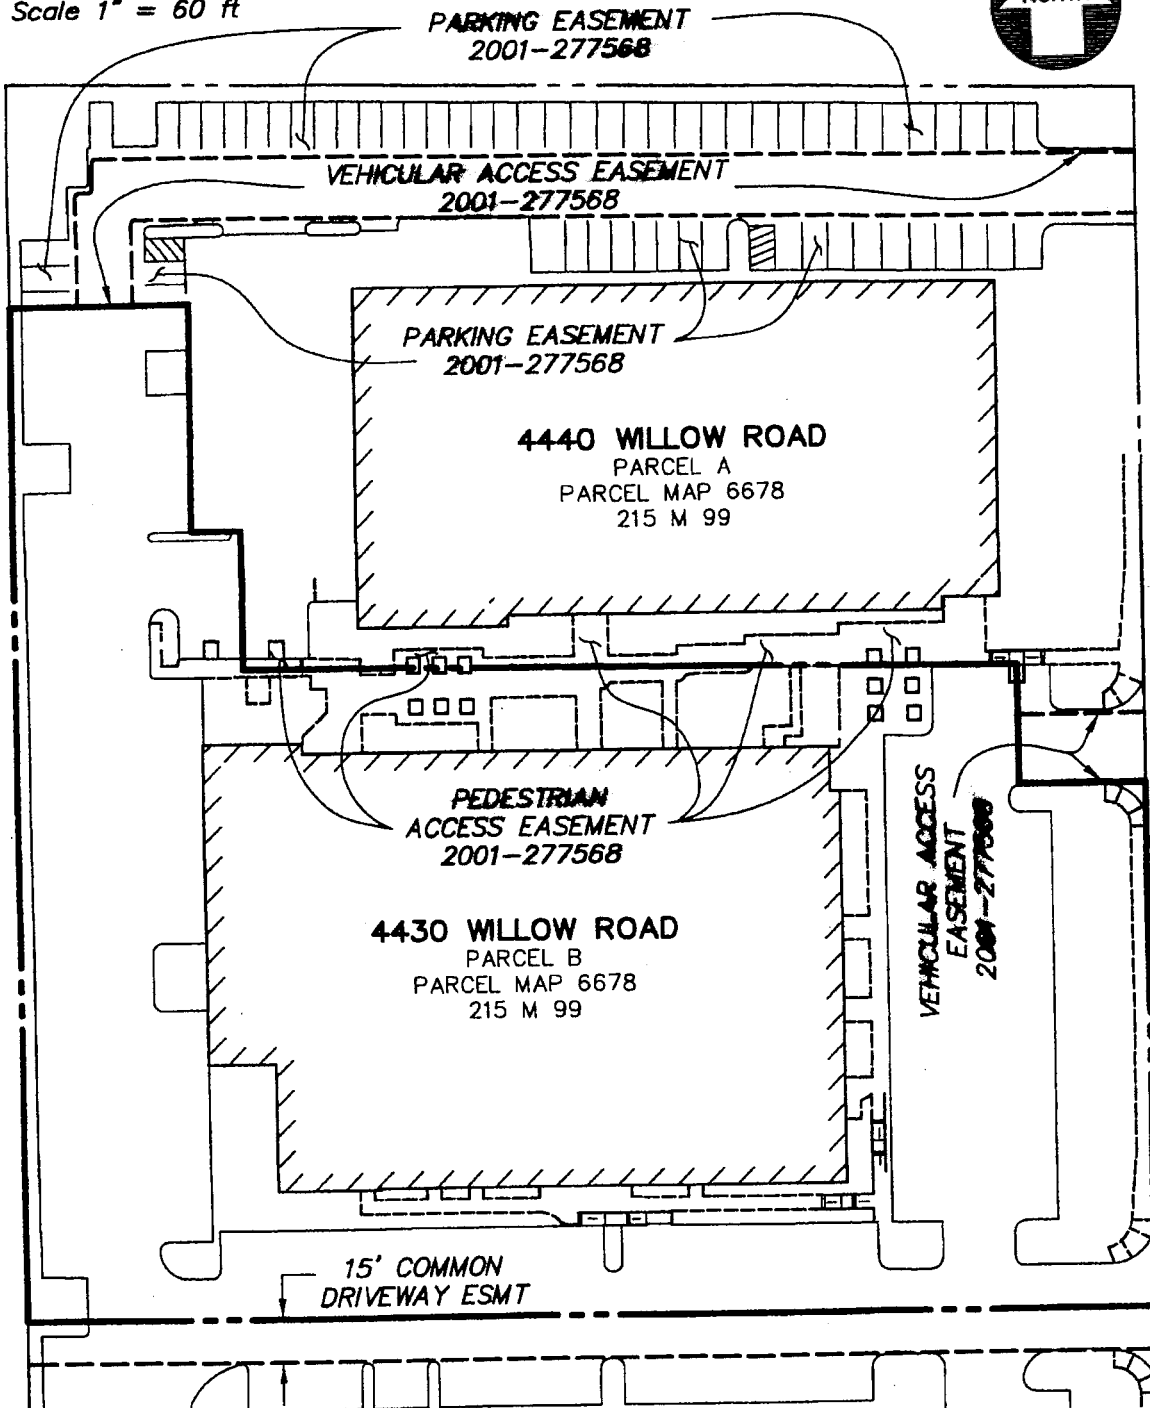 Scale 1" = 60 ft
PARKING EASEMENT
2001-277568
VEHICULAR ACCESS EASEMENT
2001-277568
PARKING EASEMENT
2001-277568
4440 WILLOW ROAD
PARCEL A
PARCEL MAP 6678
215 M 99
PEDESTRIAN
ACCESS EASEMENT
2001-277568
VEHICULAR ACCESS
EASEMENT
4430 WILLOW ROAD
PARCEL B
PARCEL MAP 6678
215 M 99
15' COMMON
DRIVEWAY ESMT